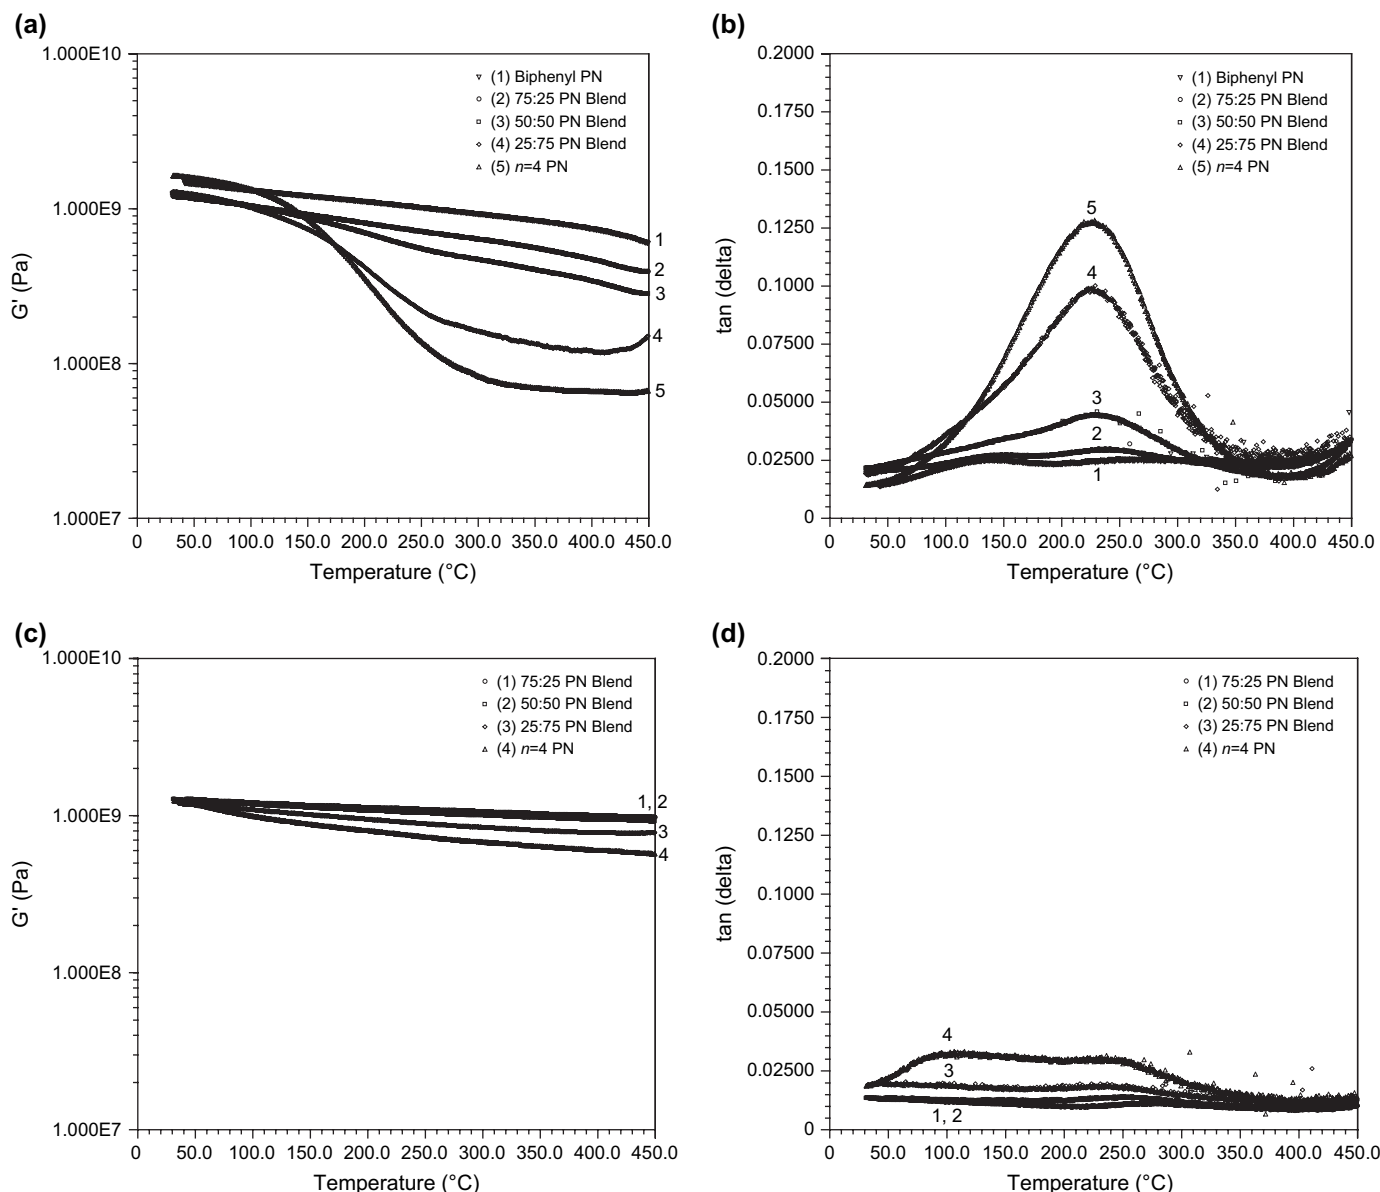 (a)
1.000E10
1.000E9
1.000E8
1.000E7
G' (Pa)
(1) Biphenyl PN
(2) 75:25 PN Blend
(3) 50:50 PN Blend
(4) 25:75 PN Blend
(5) n=4 PN
1
2
3
4
5
0 50.0 100.0 150.0 200.0 250.0 300.0 350.0 400.0 450.0
Temperature (°C)
(b)
0.2000
0.1750
0.1500
0.1250
0.1000
0.07500
0.05000
0.02500
0
tan (delta)
(1) Biphenyl PN
(2) 75:25 PN Blend
(3) 50:50 PN Blend
(4) 25:75 PN Blend
(5) n=4 PN
5
4
3
2
1
0 50.0 100.0 150.0 200.0 250.0 300.0 350.0 400.0 450.0
Temperature (°C)
(c)
1.000E10
1.000E9
1.000E8
1.000E7
G' (Pa)
(1) 75:25 PN Blend
(2) 50:50 PN Blend
(3) 25:75 PN Blend
(4) n=4 PN
1, 2
3
4
0 50.0 100.0 150.0 200.0 250.0 300.0 350.0 400.0 450.0
Temperature (°C)
(d)
0.2000
0.1750
0.1500
0.1250
0.1000
0.07500
0.05000
0.02500
0
tan (delta)
(1) 75:25 PN Blend
(2) 50:50 PN Blend
(3) 25:75 PN Blend
(4) n=4 PN
4
3
1, 2
0 50.0 100.0 150.0 200.0 250.0 300.0 350.0 400.0 450.0
Temperature (°C)